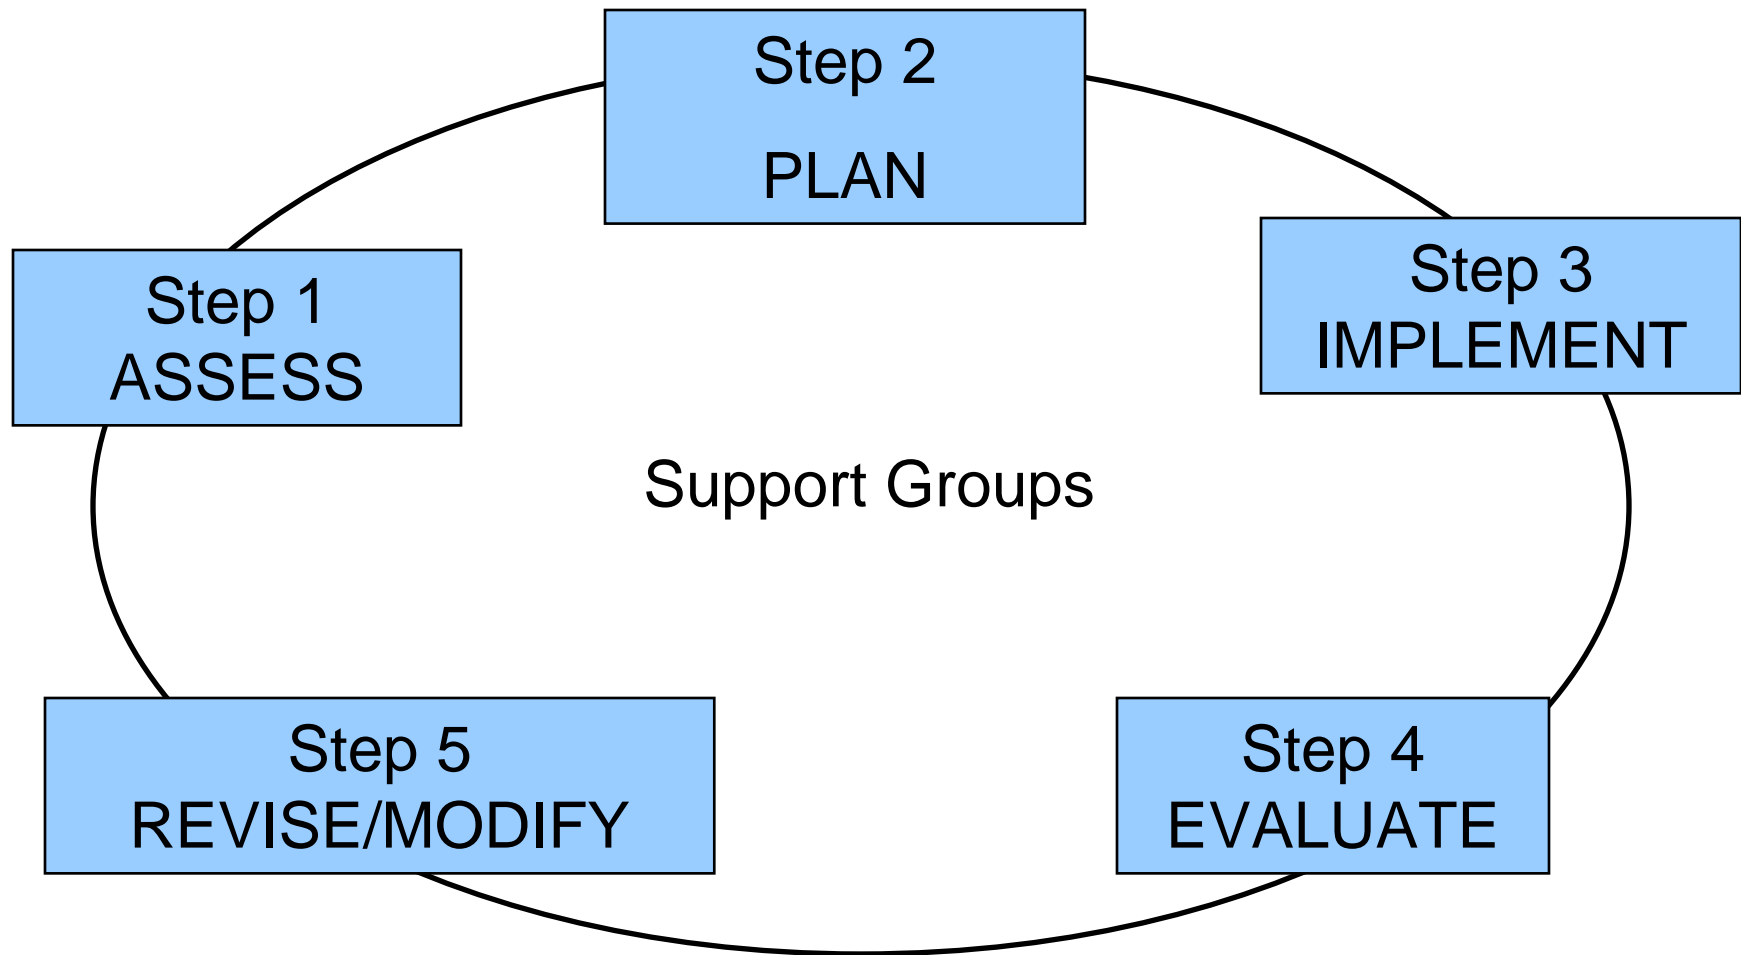 Step 2
PLAN
Step 1
ASSESS
Step 3
IMPLEMENT
Support Groups
Step 5
REVISE/MODIFY
Step 4
EVALUATE